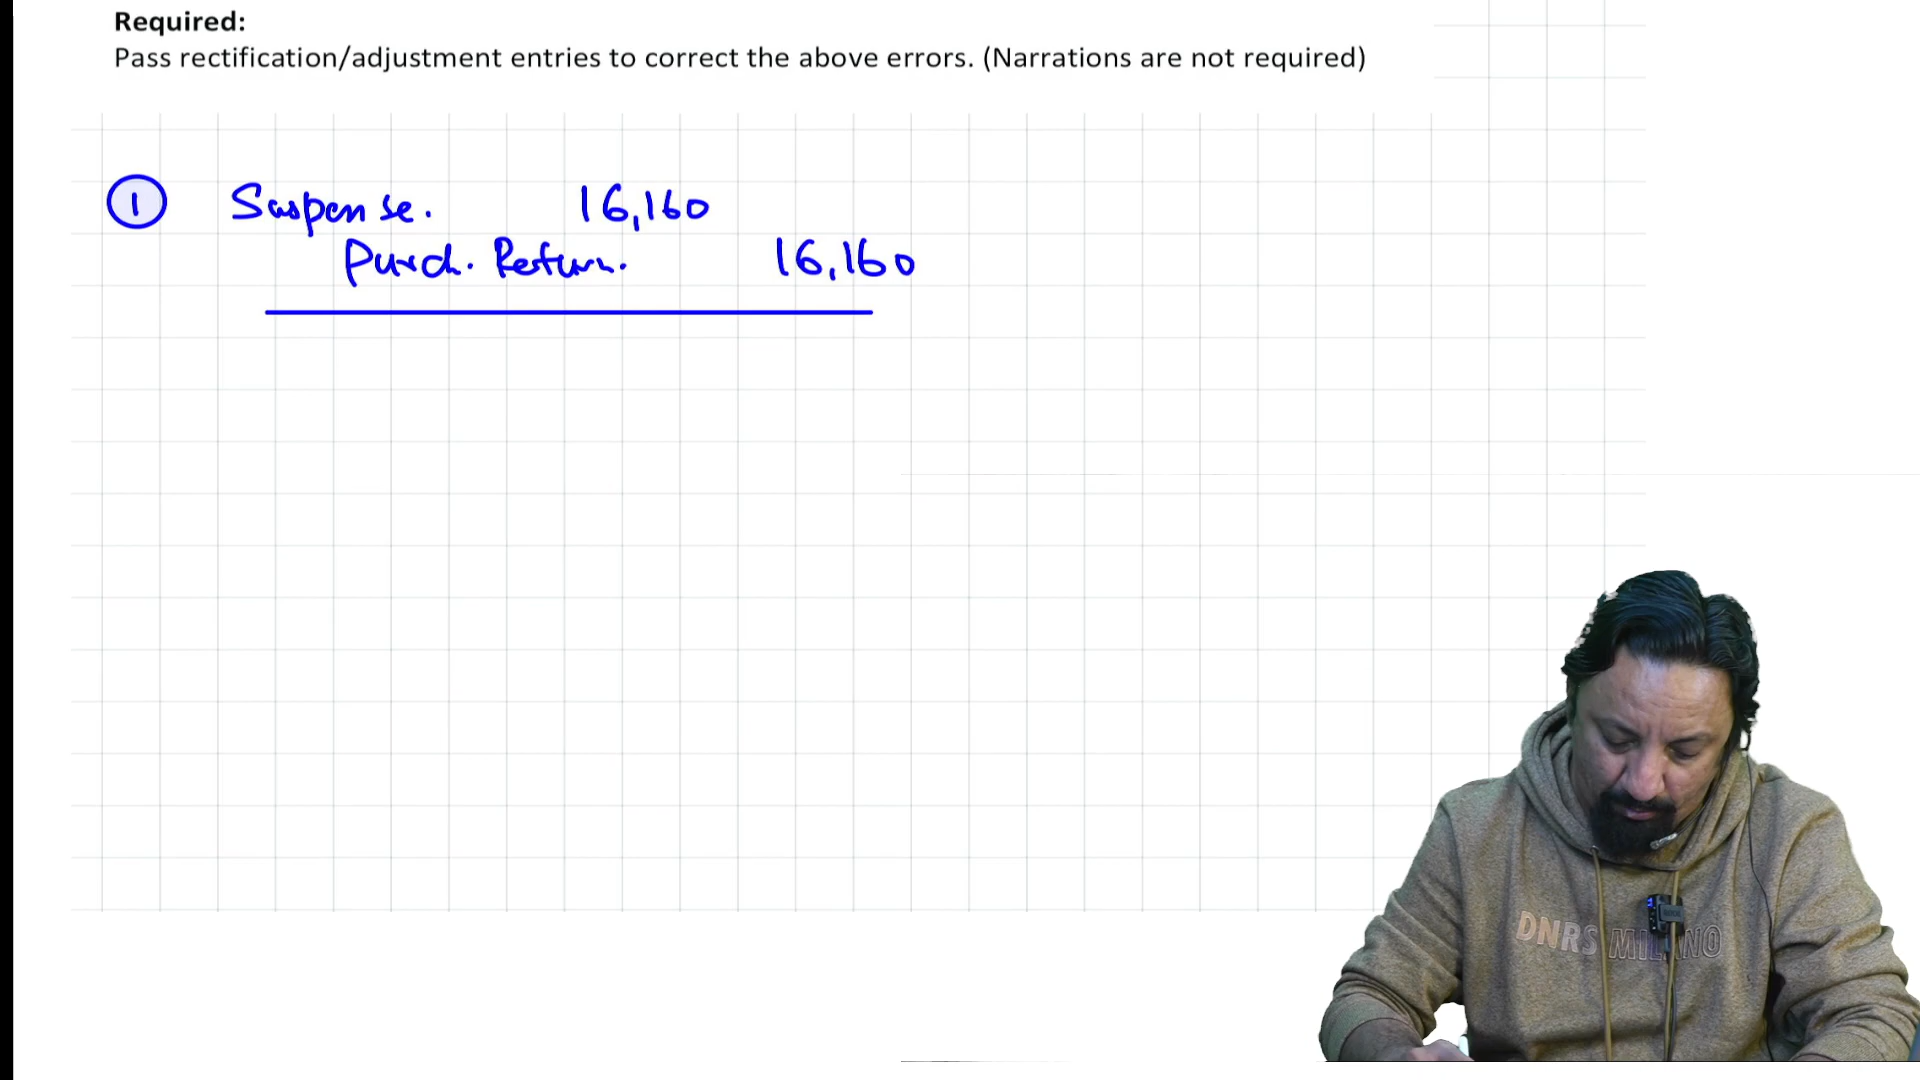 Required:
Pass rectification/adjustment entries to correct the above errors. (Narrations are not required)
1 Suspense. 16,160
Purch. Return. 16,160
DNRS MILANO